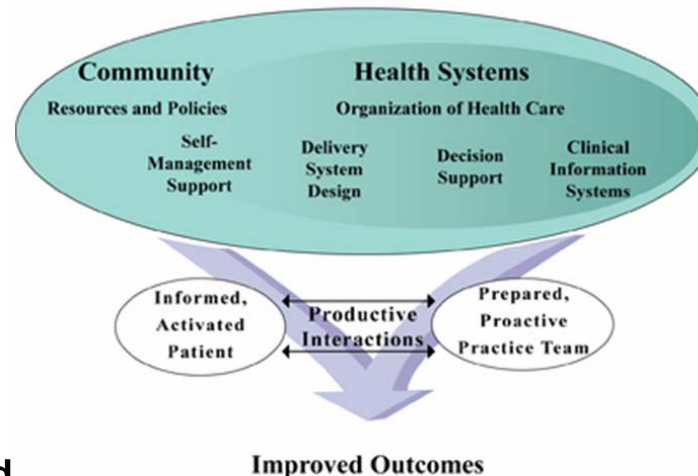 Community
Health Systems
Resources and Policies
Organization of Health Care
Self-
Management
Support
Delivery
System
Design
Decision
Support
Clinical
Information
Systems
Informed,
Activated
Patient
Productive
Interactions
Prepared,
Proactive
Practice Team
Improved Outcomes